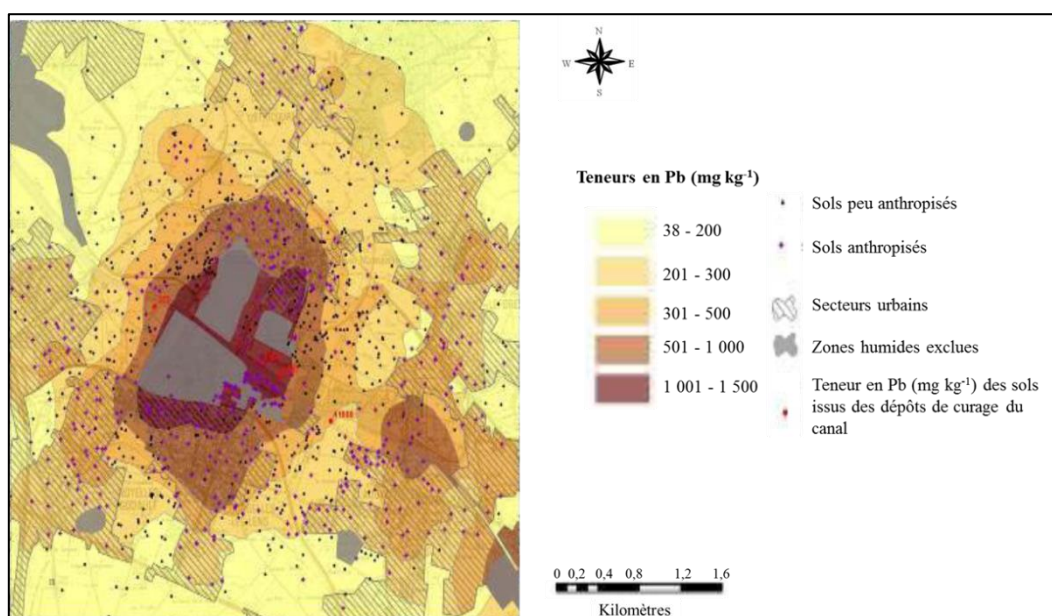 N
W E
S
Teneurs en Pb (mg kg⁻¹)
38 - 200
201 - 300
301 - 500
501 - 1 000
1 001 - 1 500
Sols peu anthropisés
Sols anthropisés
Secteurs urbains
Zones humides exclues
Teneur en Pb (mg kg⁻¹) des sols
issus des dépôts de curage du
canal
0 0,2 0,4 0,8 1,2 1,6
Kilomètres